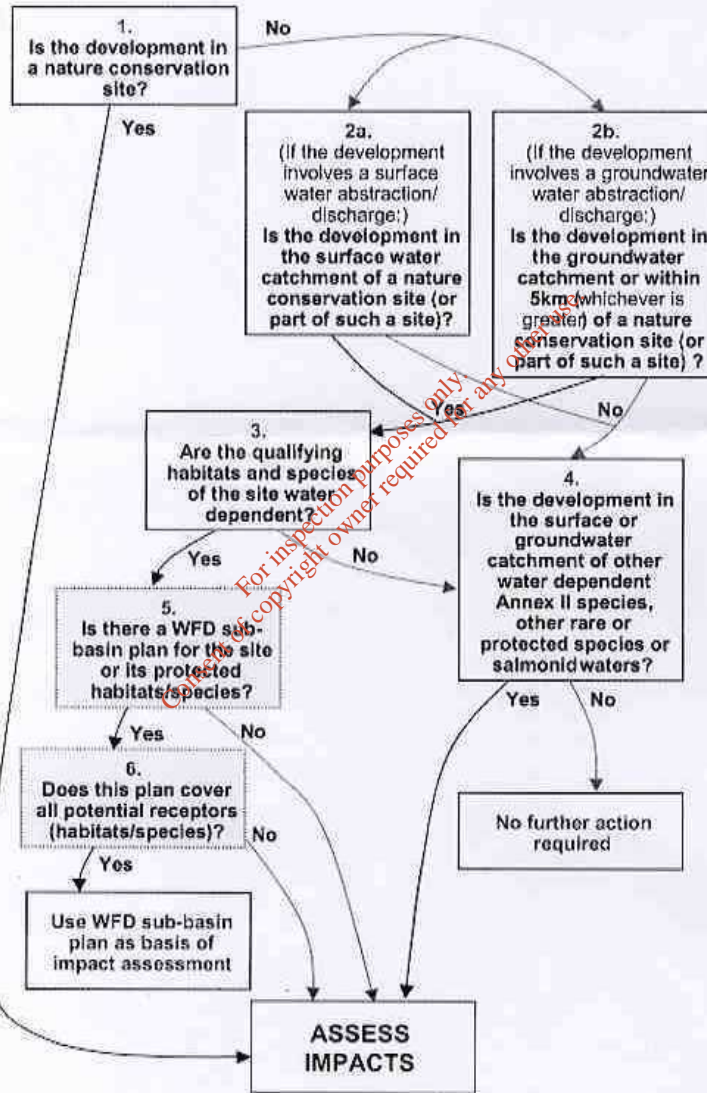 1.
Is the development in
a nature conservation
site?
No
Yes
2a.
(If the development
involves a surface
water abstraction/
discharge:)
Is the development in
the surface water
catchment of a nature
conservation site (or
part of such a site)?
2b.
(If the development
involves a groundwater
water abstraction/
discharge:)
Is the development in
the groundwater
catchment or within
5km (whichever is
greater) of a nature
conservation site (or
part of such a site) ?
Yes
No
3.
Are the qualifying
habitats and species
of the site water
dependent?
Yes
No
4.
Is the development in
the surface or
groundwater
catchment of other
water dependent
Annex II species,
other rare or
protected species or
salmonid waters?
Yes
No
5.
Is there a WFD sub-
basin plan for the site
or its protected
habitats/species?
Yes
No
6.
Does this plan cover
all potential receptors
(habitats/species)?
Yes
No
No further action
required
Use WFD sub-basin
plan as basis of
impact assessment
ASSESS
IMPACTS
For inspection purposes only.
Consent of copyright owner required for any other use.